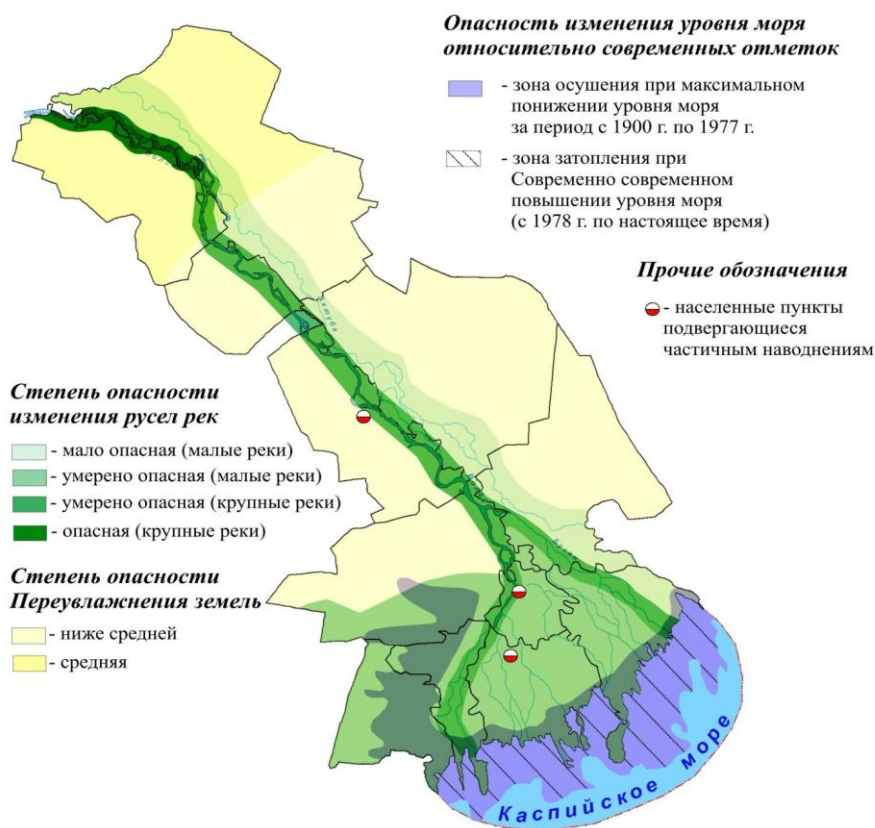 Опасность изменения уровня моря
относительно современных отметок
- зона осушения при максимальном
понижении уровня моря
за период с 1900 г. по 1977 г.
- зона затопления при
Современно современном
повышении уровня моря
(с 1978 г. по настоящее время)
Прочие обозначения
- населенные пункты
подвергающиеся
частичным наводнениям
Степень опасности
изменения русел рек
- мало опасная (малые реки)
- умерено опасная (малые реки)
- умерено опасная (крупные реки)
- опасная (крупные реки)
Степень опасности
Переувлажнения земель
- ниже средней
- средняя
Каспийское море